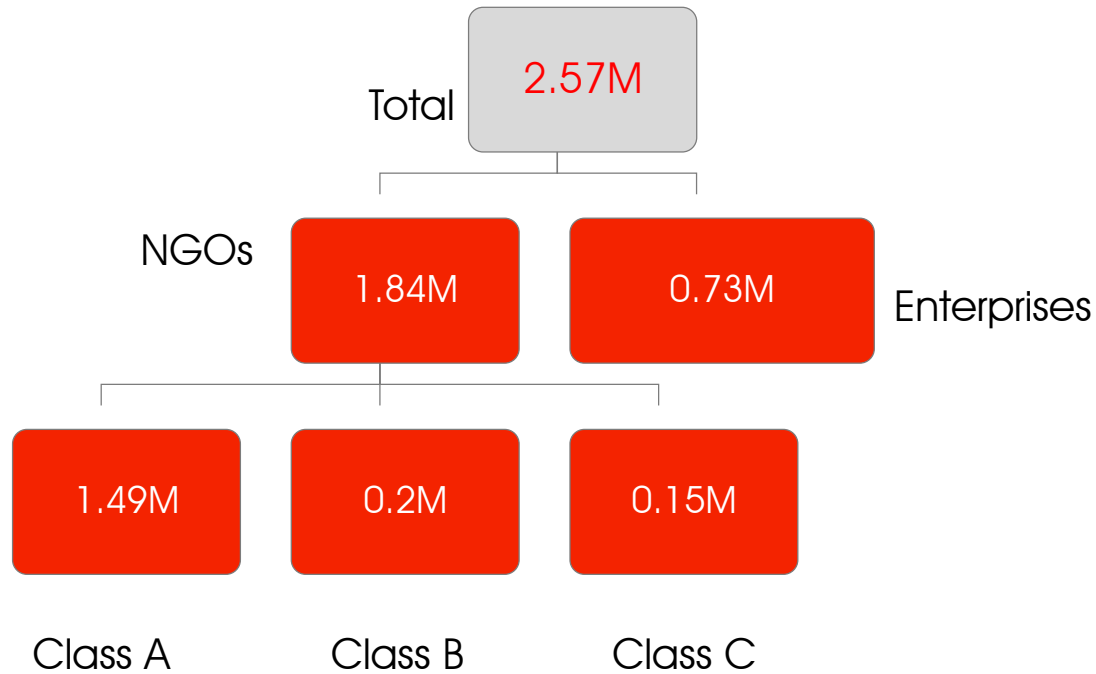 2.57M
Total
NGOs
1.84M
0.73M
Enterprises
1.49M
0.2M
0.15M
Class A
Class B
Class C